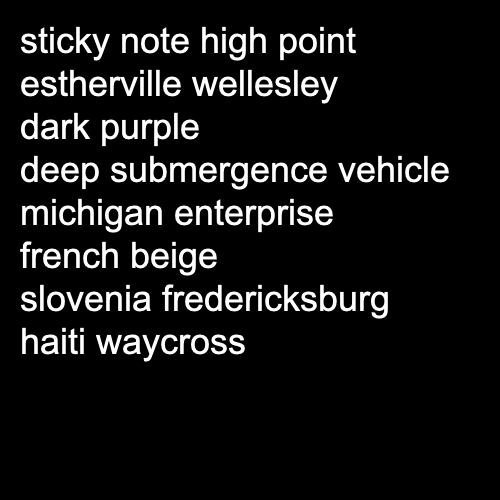 sticky note high point
estherville wellesley
dark purple
deep submergence vehicle
michigan enterprise
french beige
slovenia fredericksburg
haiti waycross